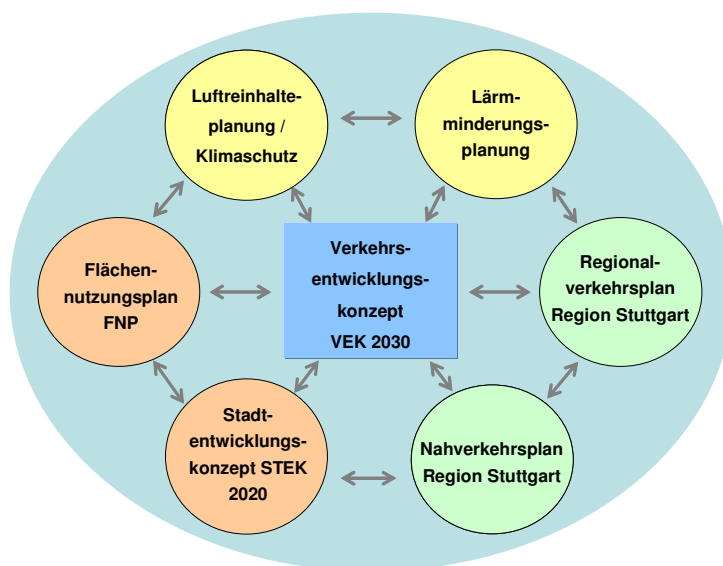 Luftreinhalte-
planung /
Klimaschutz
Lärm-
minderungs-
planung
Flächen-
nutzungsplan
FNP
Verkehrs-
entwicklungs-
konzept
VEK 2030
Regional-
verkehrsplan
Region Stuttgart
Stadt-
entwicklungs-
konzept STEK
2020
Nahverkehrsplan
Region Stuttgart